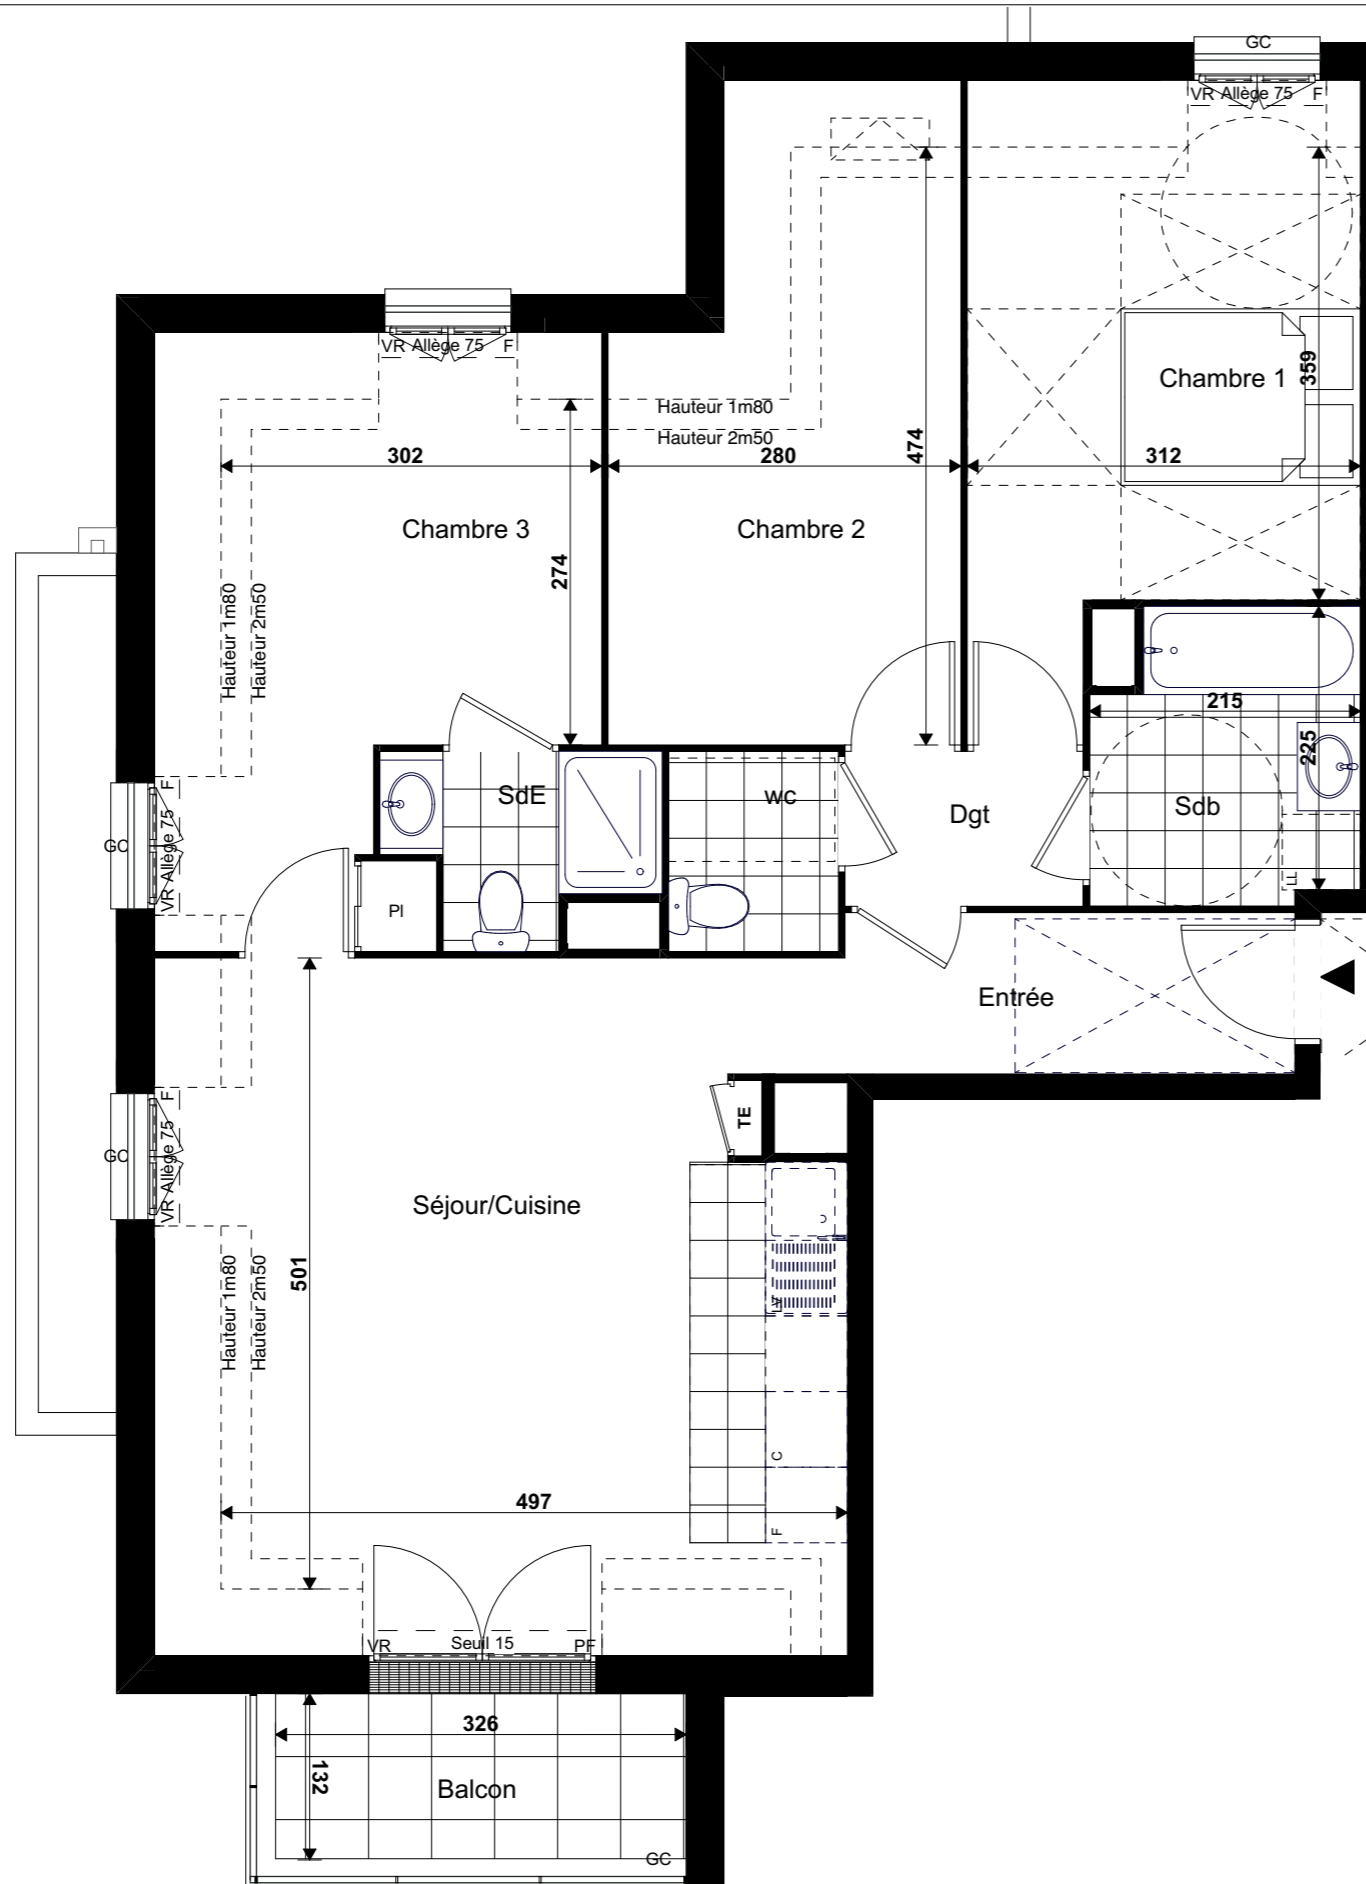 GC
VR Allège 75 F
VR Allège 75 F
Chambre 1
359
Hauteur 1m80
Hauteur 2m50
474
302
280
312
Chambre 3
Chambre 2
274
Hauteur 1m80
Hauteur 2m50
215
225
SdE
WC
Dgt
Sdb
GC
VR Allège 75 F
LL
Pl
Entrée
TE
GC
VR Allège 75 F
Séjour/Cuisine
501
Hauteur 1m80
Hauteur 2m50
LV
C
497
F
VR
Seuil 15
PF
326
132
Balcon
GC